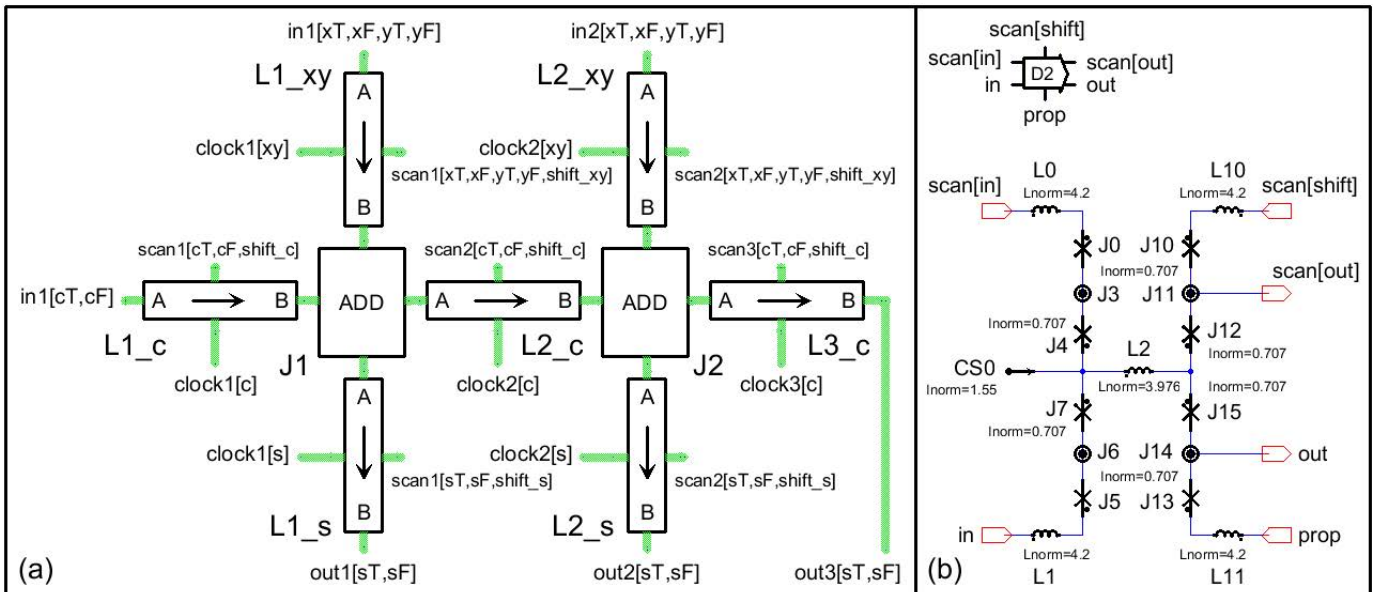 in1[xT,xF,yT,yF]
in2[xT,xF,yT,yF]
L1_xy
L2_xy
A
A
clock1[xy]
clock2[xy]
scan1[xT,xF,yT,yF,shift_xy]
scan2[xT,xF,yT,yF,shift_xy]
B
B
scan1[cT,cF,shift_c]
scan2[cT,cF,shift_c]
scan3[cT,cF,shift_c]
in1[cT,cF]
A
B
ADD
A
B
ADD
A
B
L1_c
J1
L2_c
J2
L3_c
clock1[c]
clock2[c]
clock3[c]
A
A
clock1[s]
clock2[s]
scan1[sT,sF,shift_s]
scan2[sT,sF,shift_s]
B
B
L1_s
L2_s
(a)
out1[sT,sF]
out2[sT,sF]
out3[sT,sF]
scan[shift]
scan[in]
in
D2
scan[out]
out
prop
L0
L10
scan[in]
Lnorm=4.2
Lnorm=4.2
scan[shift]
J0
J10
Inorm=0.707
scan[out]
J3
J11
Inorm=0.707
J12
J4
L2
Inorm=0.707
CS0
Inorm=1.55
Lnorm=3.976
Inorm=0.707
J7
J15
Inorm=0.707
J6
J14
out
Inorm=0.707
J5
J13
in
prop
Lnorm=4.2
Lnorm=4.2
(b)
L1
L11